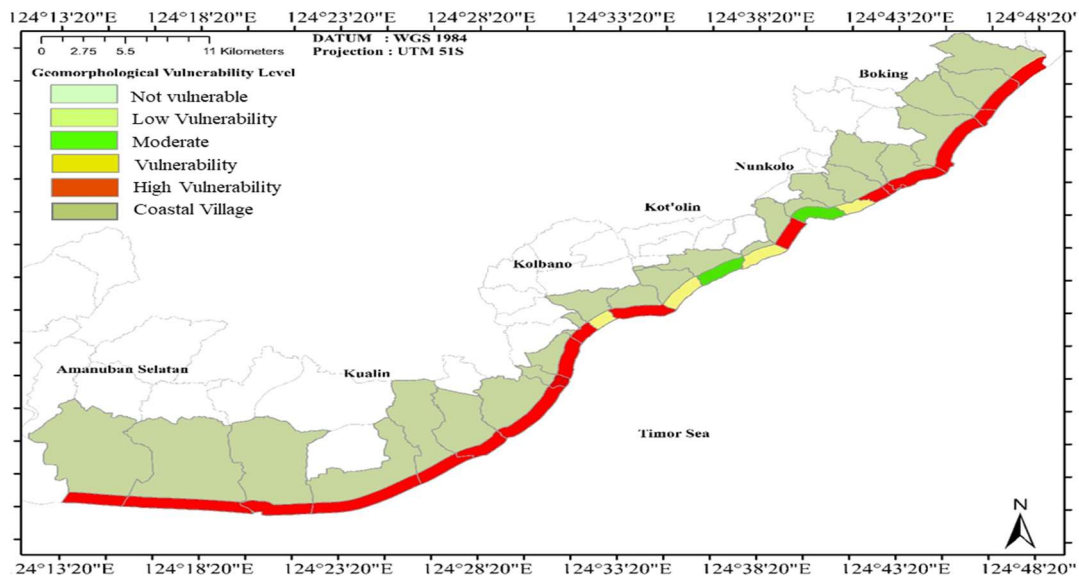 124°13'20"E 124°18'20"E 124°23'20"E 124°28'20"E 124°33'20"E 124°38'20"E 124°43'20"E 124°48'20"E
0 2.75 5.5 11 Kilometers
DATUM : WGS 1984
Projection : UTM 51S
Geomorphological Vulnerability Level
Not vulnerable
Low Vulnerability
Moderate
Vulnerability
High Vulnerability
Coastal Village
Boking
Nunkolo
Kot'olin
Kolbano
Amanuban Selatan
Kualin
Timor Sea
N
124°13'20"E 124°18'20"E 124°23'20"E 124°28'20"E 124°33'20"E 124°38'20"E 124°43'20"E 124°48'20"E